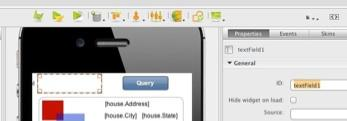 Properties Events Skins
textField1
General
Query
ID: textField1
[house.Address]
Hide widget on load:
[house.City] [house.State]
Source: